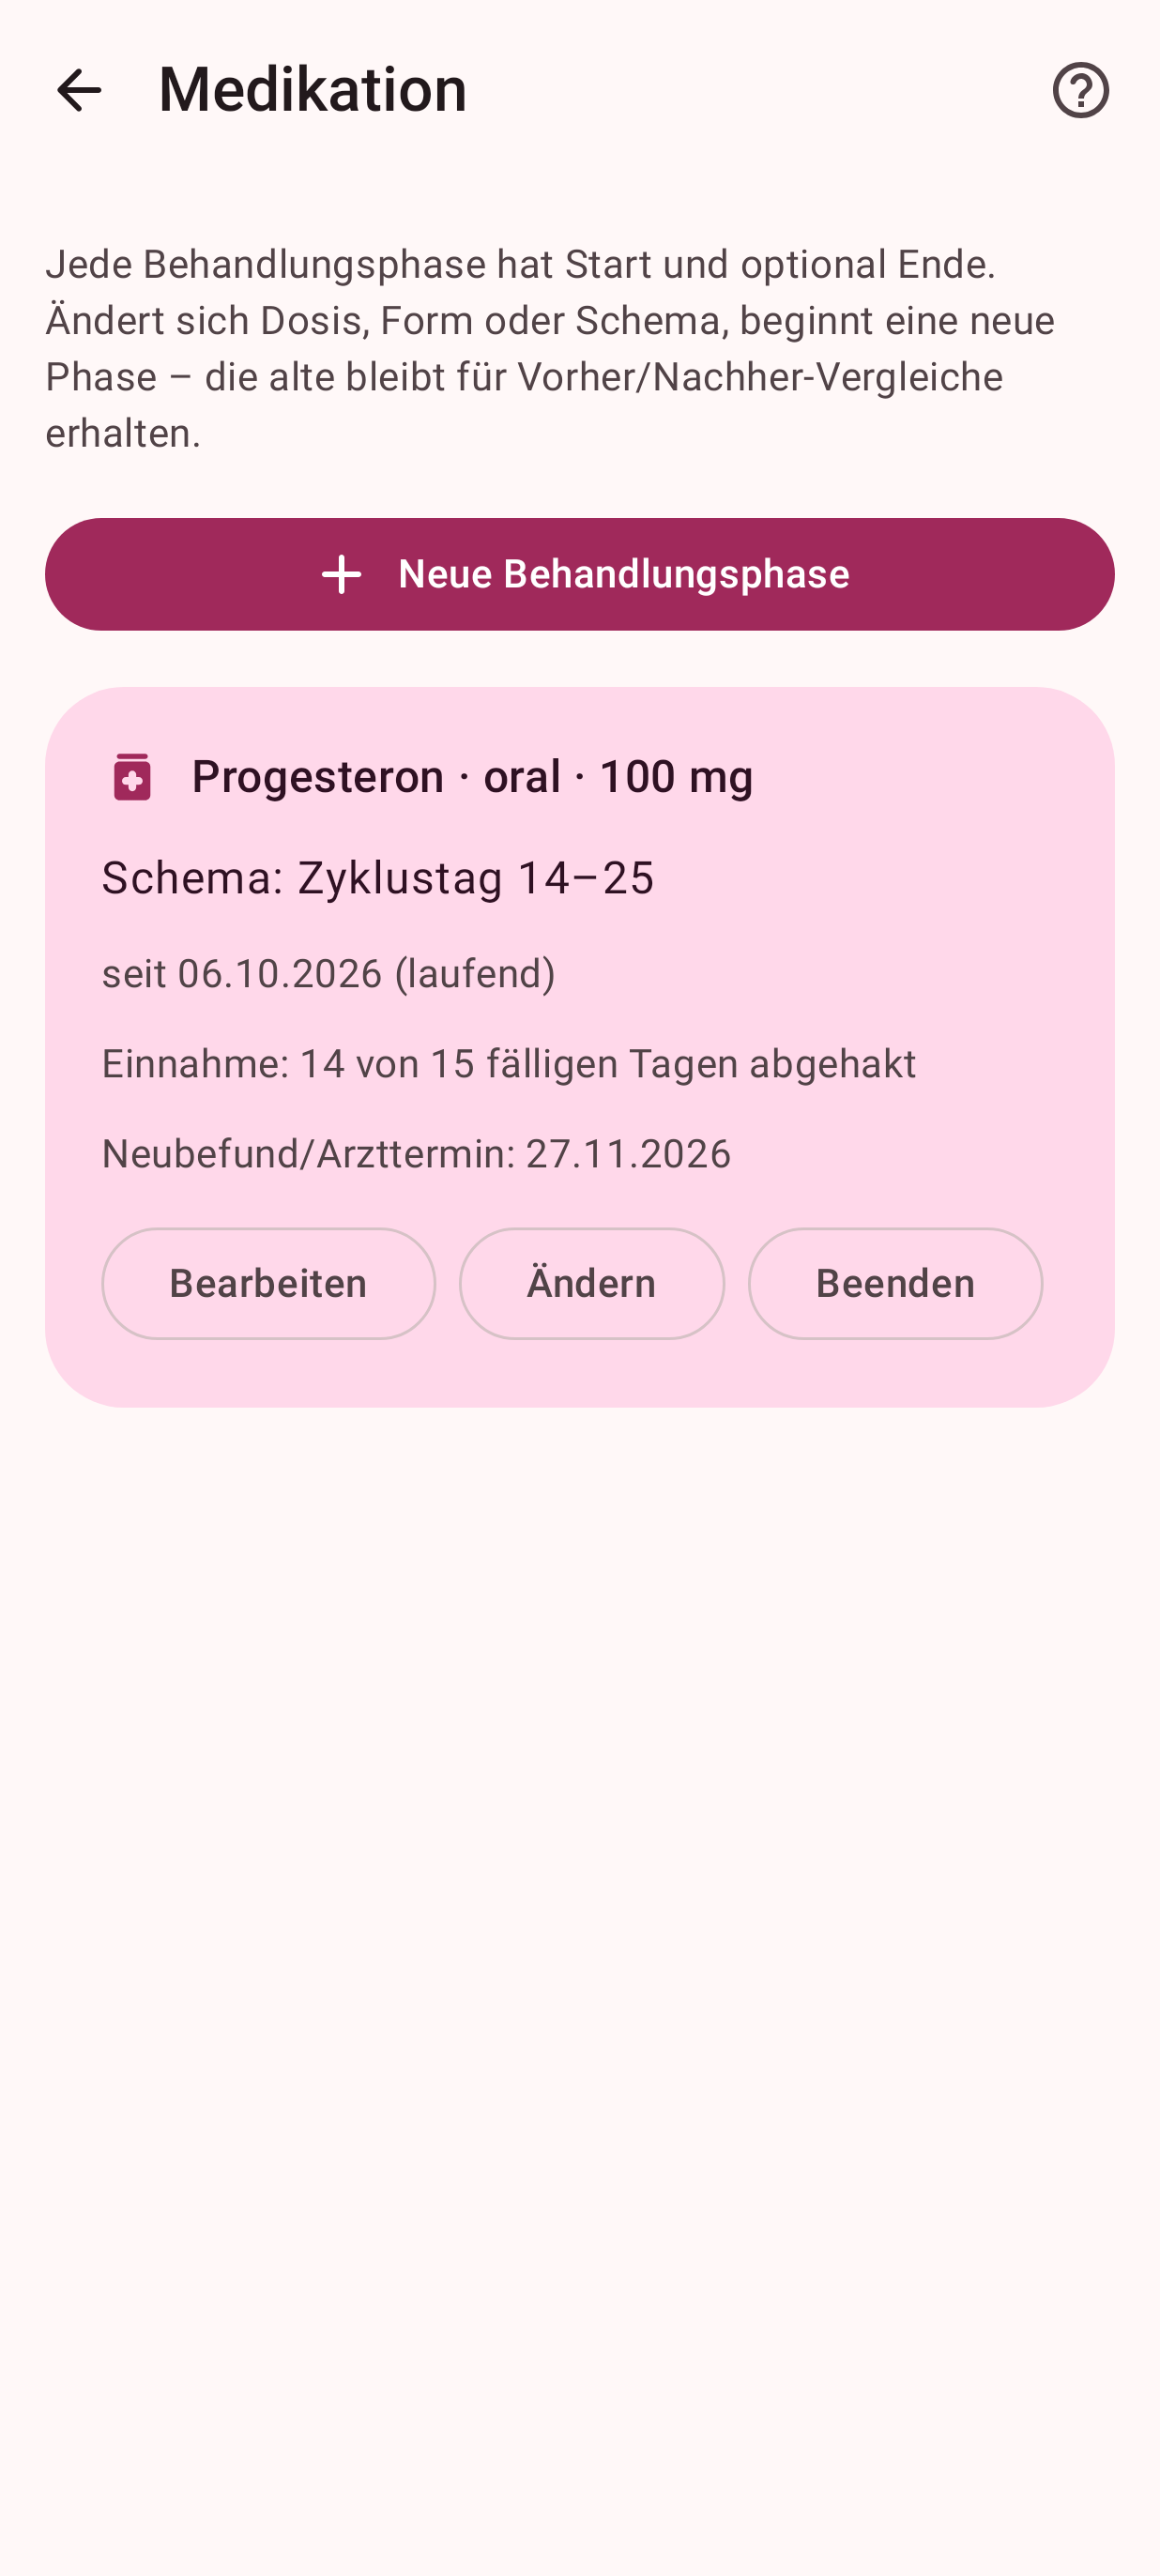 Medikation
Jede Behandlungsphase hat Start und optional Ende.
Ändert sich Dosis, Form oder Schema, beginnt eine neue
Phase – die alte bleibt für Vorher/Nachher-Vergleiche
erhalten.
Neue Behandlungsphase
Progesteron · oral · 100 mg
Schema: Zyklustag 14–25
seit 06.10.2026 (laufend)
Einnahme: 14 von 15 fälligen Tagen abgehakt
Neubefund/Arzttermin: 27.11.2026
Bearbeiten Ändern Beenden